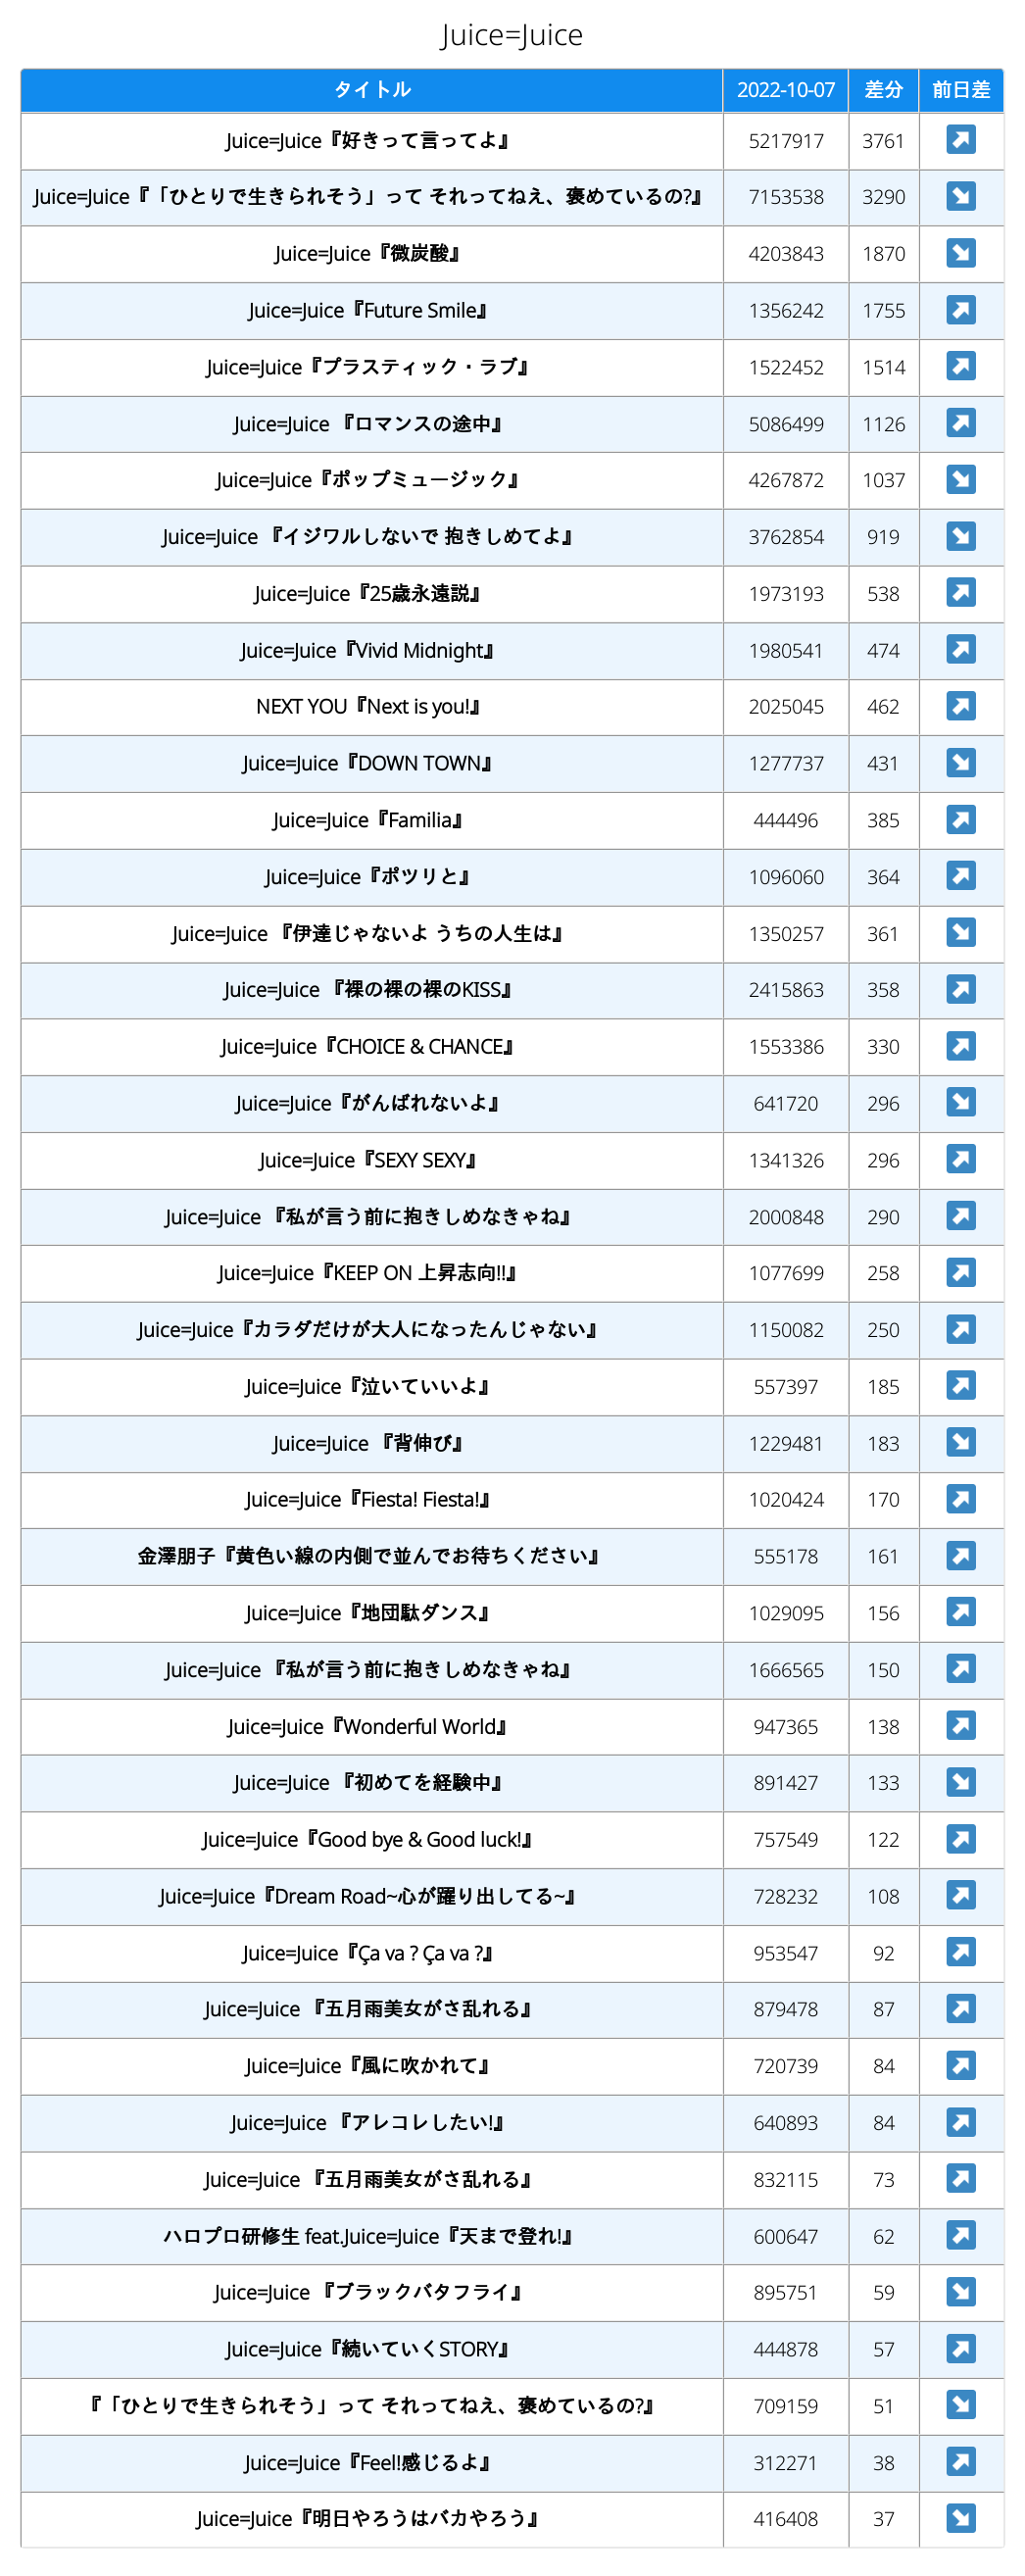 Juice=Juice
タイトル 2022-10-07 差分 前日差
Juice=Juice『好きって言ってよ』 5217917 3761 ↗
Juice=Juice『「ひとりで生きられそう」って それってねえ、褒めているの?』 7153538 3290 ↘
Juice=Juice『微炭酸』 4203843 1870 ↘
Juice=Juice『Future Smile』 1356242 1755 ↗
Juice=Juice『プラスティック・ラブ』 1522452 1514 ↗
Juice=Juice 『ロマンスの途中』 5086499 1126 ↗
Juice=Juice『ポップミュージック』 4267872 1037 ↘
Juice=Juice 『イジワルしないで 抱きしめてよ』 3762854 919 ↘
Juice=Juice『25歳永遠説』 1973193 538 ↗
Juice=Juice『Vivid Midnight』 1980541 474 ↗
NEXT YOU『Next is you!』 2025045 462 ↗
Juice=Juice『DOWN TOWN』 1277737 431 ↘
Juice=Juice『Familia』 444496 385 ↗
Juice=Juice『ポツリと』 1096060 364 ↗
Juice=Juice 『伊達じゃないよ うちの人生は』 1350257 361 ↘
Juice=Juice 『裸の裸の裸のKISS』 2415863 358 ↗
Juice=Juice『CHOICE & CHANCE』 1553386 330 ↗
Juice=Juice『がんばれないよ』 641720 296 ↘
Juice=Juice『SEXY SEXY』 1341326 296 ↗
Juice=Juice 『私が言う前に抱きしめなきゃね』 2000848 290 ↗
Juice=Juice『KEEP ON 上昇志向!!』 1077699 258 ↗
Juice=Juice『カラダだけが大人になったんじゃない』 1150082 250 ↗
Juice=Juice『泣いていいよ』 557397 185 ↗
Juice=Juice 『背伸び』 1229481 183 ↘
Juice=Juice『Fiesta! Fiesta!』 1020424 170 ↗
金澤朋子『黄色い線の内側で並んでお待ちください』 555178 161 ↗
Juice=Juice『地団駄ダンス』 1029095 156 ↗
Juice=Juice 『私が言う前に抱きしめなきゃね』 1666565 150 ↗
Juice=Juice『Wonderful World』 947365 138 ↗
Juice=Juice 『初めてを経験中』 891427 133 ↘
Juice=Juice『Good bye & Good luck!』 757549 122 ↗
Juice=Juice『Dream Road~心が躍り出してる~』 728232 108 ↗
Juice=Juice『Ça va ? Ça va ?』 953547 92 ↗
Juice=Juice 『五月雨美女がさ乱れる』 879478 87 ↗
Juice=Juice『風に吹かれて』 720739 84 ↗
Juice=Juice 『アレコレしたい!』 640893 84 ↗
Juice=Juice 『五月雨美女がさ乱れる』 832115 73 ↗
ハロプロ研修生 feat.Juice=Juice『天まで登れ!』 600647 62 ↗
Juice=Juice 『ブラックバタフライ』 895751 59 ↘
Juice=Juice『続いていくSTORY』 444878 57 ↗
『「ひとりで生きられそう」って それってねえ、褒めているの?』 709159 51 ↘
Juice=Juice『Feel!感じるよ』 312271 38 ↗
Juice=Juice『明日やろうはバカやろう』 416408 37 ↘